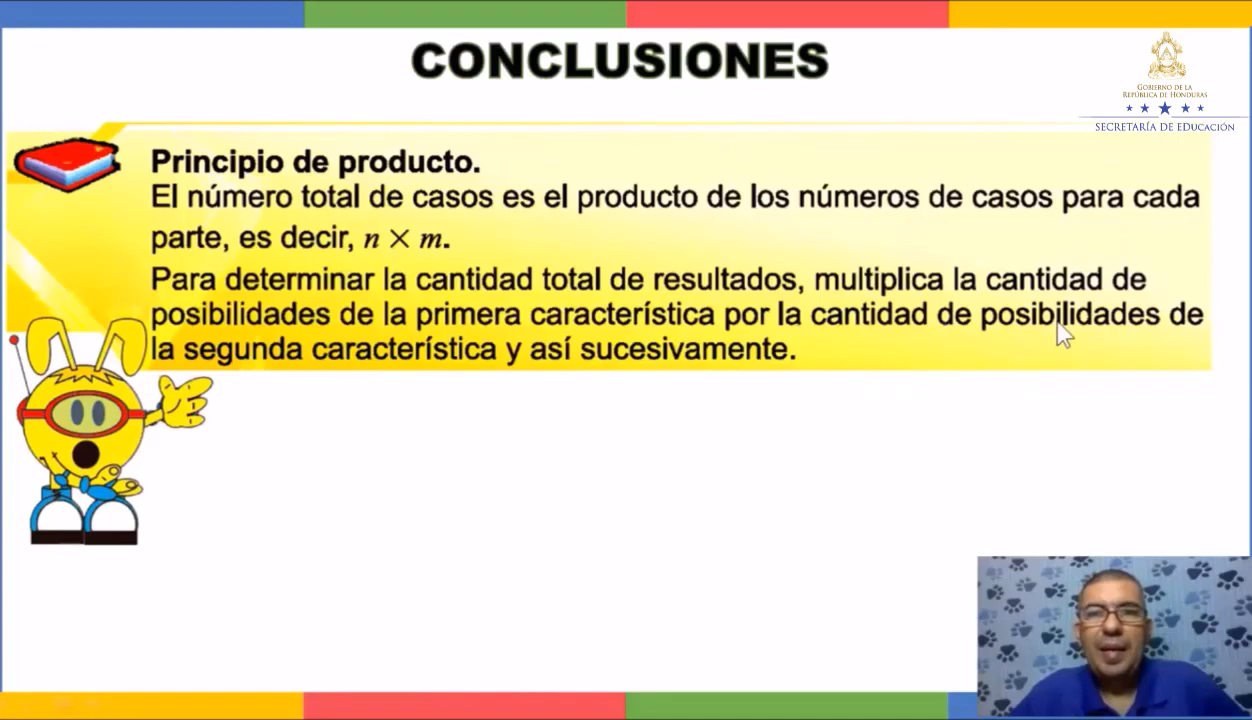 CONCLUSIONES
GOBIERNO DE LA
REPÚBLICA DE HONDURAS
SECRETARÍA DE EDUCACIÓN
Principio de producto.
El número total de casos es el producto de los números de casos para cada
parte, es decir, n × m.
Para determinar la cantidad total de resultados, multiplica la cantidad de
posibilidades de la primera característica por la cantidad de posibilidades de
la segunda característica y así sucesivamente.